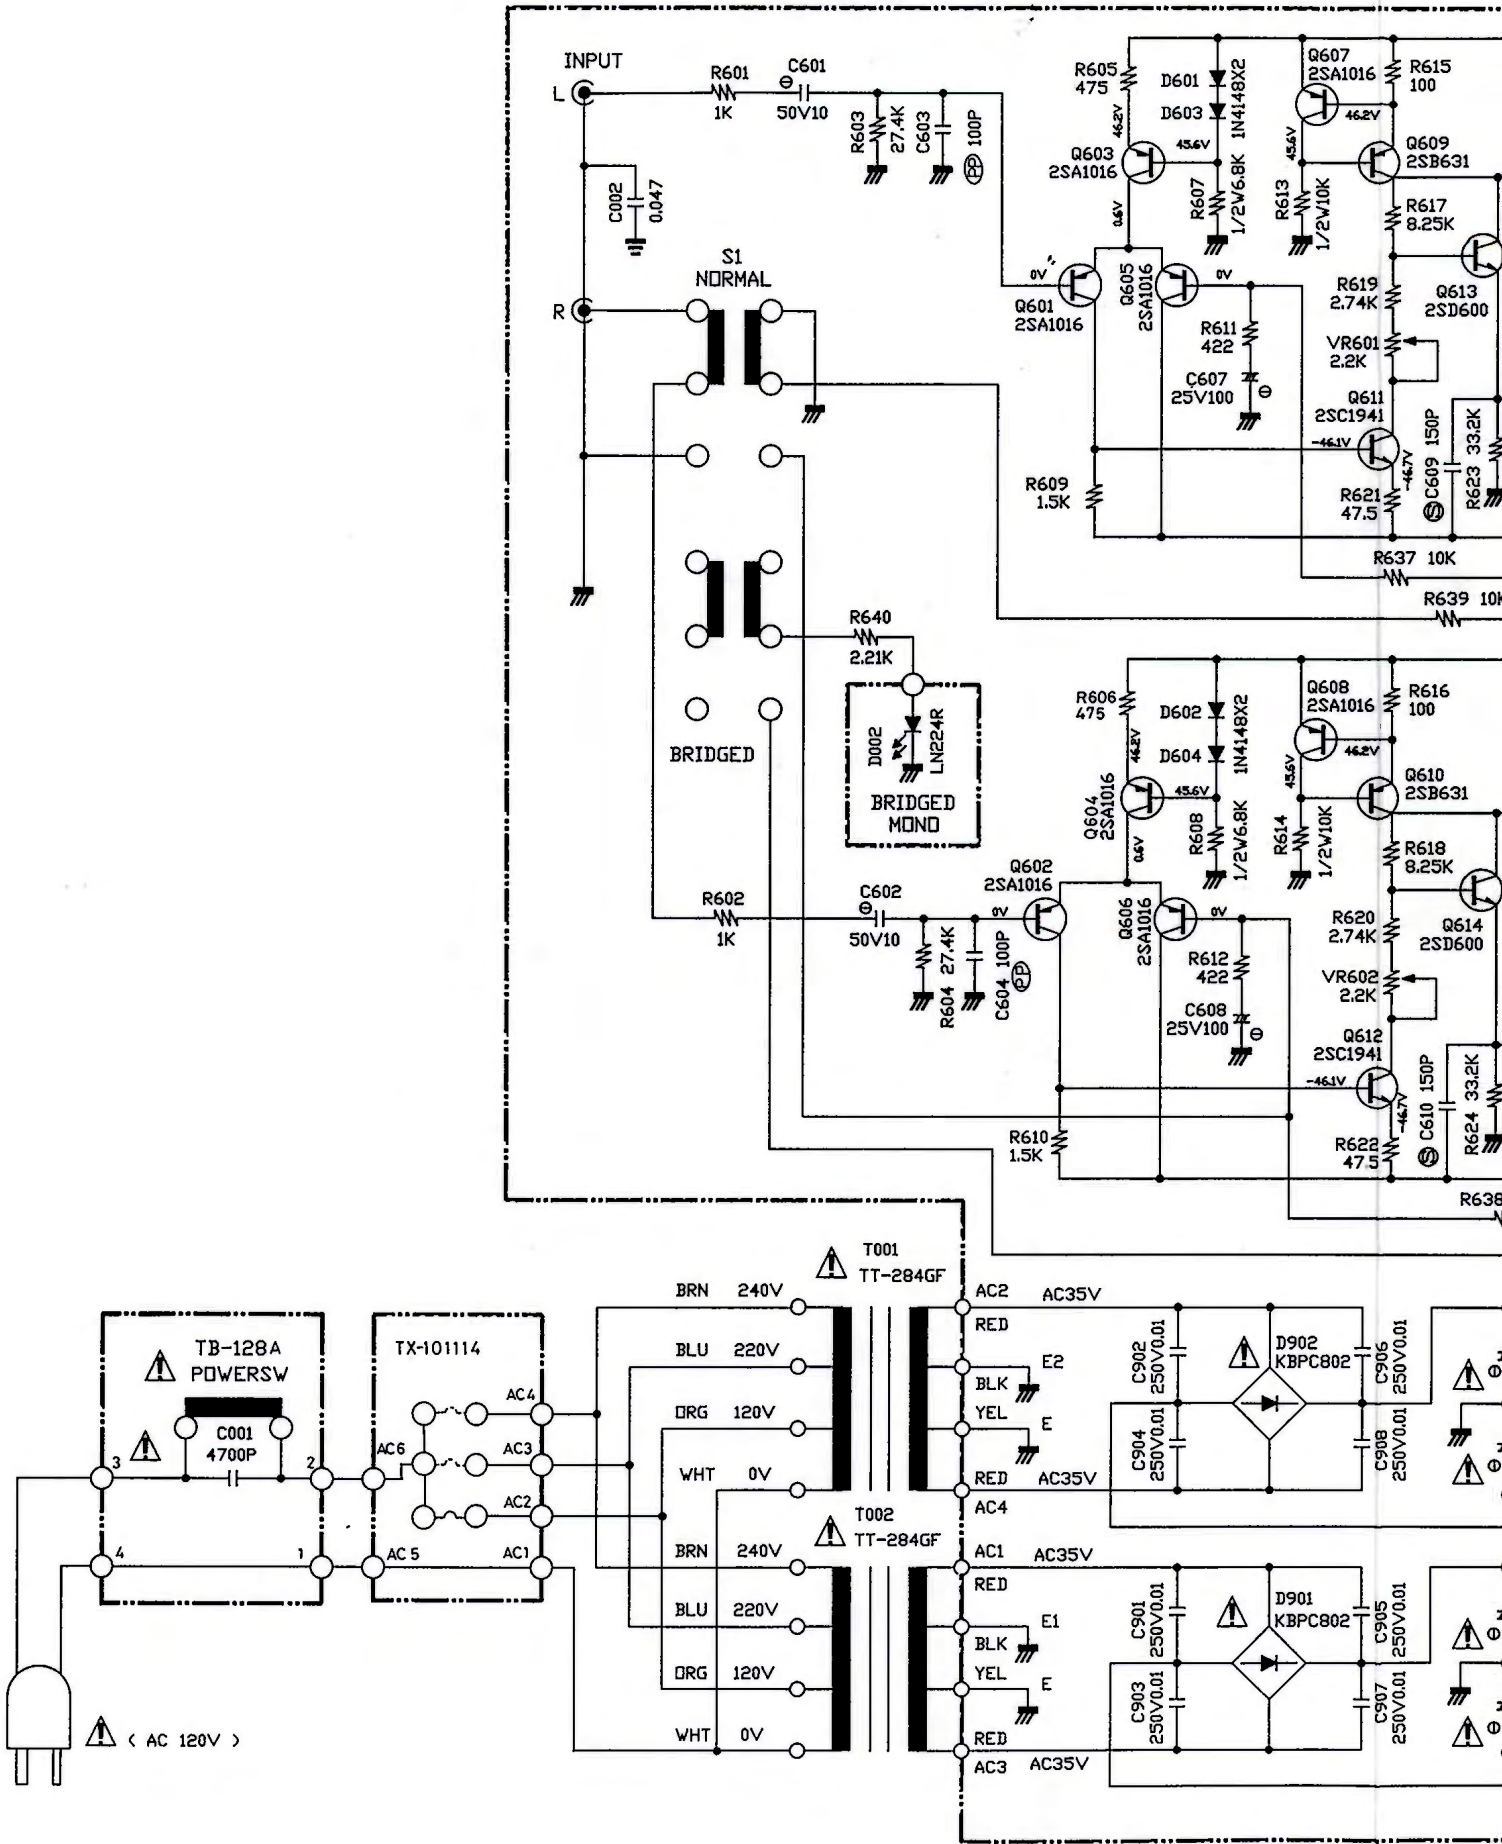 INPUT
L
R601
1K
C601
⊖
50V10
R603
27.4K
C603
PP 100P
C002
0.047
R
S1
NORMAL
R605
475
46.2V
Q603
2SA1016
0.6V
D601
D603
1N4148X2
45.6V
R607
1/2W6.8K
Q607
2SA1016
46.2V
45.6V
R613
1/2W10K
R615
100
Q609
2SB631
R617
8.25K
0V
Q601
2SA1016
Q605
2SA1016
0V
R611
422
C607
25V100
⊖
R619
2.74K
VR601
2.2K
Q613
2SD600
Q611
2SC1941
-46.1V
-46.7V
R621
47.5
S C609 150P
R623 33.2K
R609
1.5K
R637 10K
R639
R640
2.21K
D002
LN224R
BRIDGED
MONO
BRIDGED
R606
475
46.2V
Q604
2SA1016
0.6V
D602
D604
1N4148X2
45.6V
R608
1/2W6.8K
Q608
2SA1016
46.2V
45.6V
R614
1/2W10K
R616
100
Q610
2SB631
R618
8.25K
R602
1K
C602
⊖
50V10
R604 27.4K
C604 100P
PP
0V
Q602
2SA1016
Q606
2SA1016
0V
R612
422
C608
25V100
⊖
R620
2.74K
VR602
2.2K
Q614
2SD600
Q612
2SC1941
-46.1V
-46.7V
R622
47.5
S C610 150P
R624 33.2K
R610
1.5K
R638
T001
TT-284GF
BRN 240V
BLU 220V
ORG 120V
WHT 0V
AC2
RED
AC35V
E2
BLK
YEL
E
RED
AC4
AC35V
C902
250V0.01
C904
250V0.01
D902
KBPC802
C906
250V0.01
C908
250V0.01
TB-128A
POWERSW
C001
4700P
3
2
4
1
TX-101114
AC6
AC4
AC3
AC2
AC5
AC1
T002
TT-284GF
BRN 240V
BLU 220V
ORG 120V
WHT 0V
AC1
RED
AC35V
E1
BLK
YEL
E
RED
AC3
AC35V
C901
250V0.01
C903
250V0.01
D901
KBPC802
C905
250V0.01
C907
250V0.01
( AC 120V )